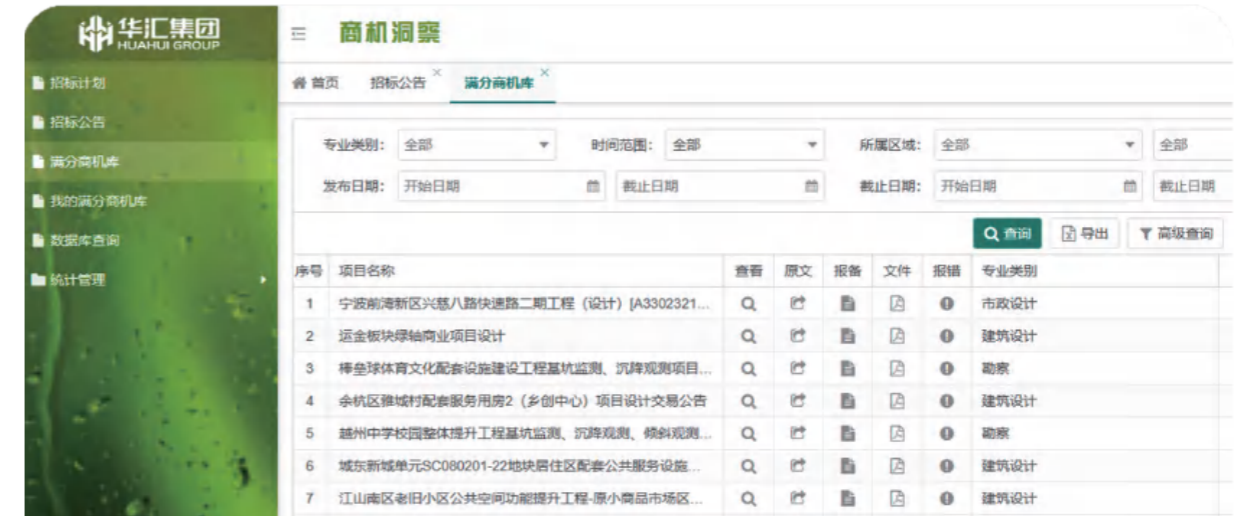 华汇集团
HUAHUI GROUP
商机洞察
招标计划
招标公告
满分商机库
我的满分商机库
数据库查询
统计管理
首页 招标公告 × 满分商机库 ×
专业类别： 全部 时间范围： 全部 所属区域： 全部 全部
发布日期： 开始日期 截止日期 截止日期： 开始日期 截止日期
查询 导出 高级查询
序号 项目名称 查看 原文 报备 文件 报错 专业类别
1 宁波前湾新区兴慈八路快速路二期工程（设计）[A3302321... 市政设计
2 运金板块绿轴商业项目设计 建筑设计
3 棒垒球体育文化配套设施建设工程基坑监测、沉降观测项目... 勘察
4 余杭区獐城村配套服务用房2（乡创中心）项目设计交易公告 建筑设计
5 越州中学校园整体提升工程基坑监测、沉降观测、倾斜观测... 勘察
6 城东新城单元SC080201-22地块居住区配套公共服务设施... 建筑设计
7 江山南区老旧小区公共空间功能提升工程-原小商品市场区... 建筑设计